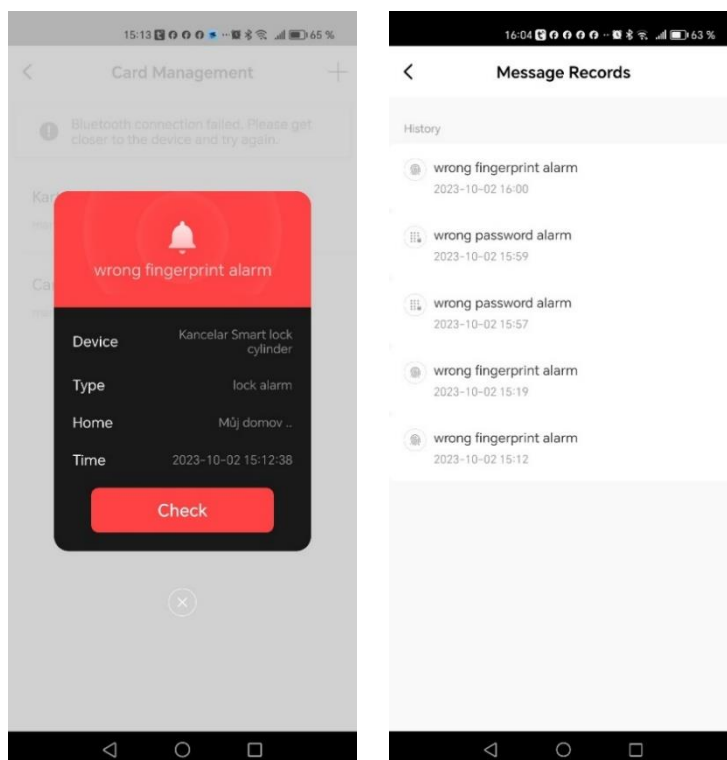 15:13 65 %
Card Management
Bluetooth connection failed. Please get
closer to the device and try again.
Kar
Ca
wrong fingerprint alarm
Device Kancelar Smart lock
cylinder
Type lock alarm
Home Můj domov ..
Time 2023-10-02 15:12:38
Check
16:04 63 %
Message Records
History
wrong fingerprint alarm
2023-10-02 16:00
wrong password alarm
2023-10-02 15:59
wrong password alarm
2023-10-02 15:57
wrong fingerprint alarm
2023-10-02 15:19
wrong fingerprint alarm
2023-10-02 15:12